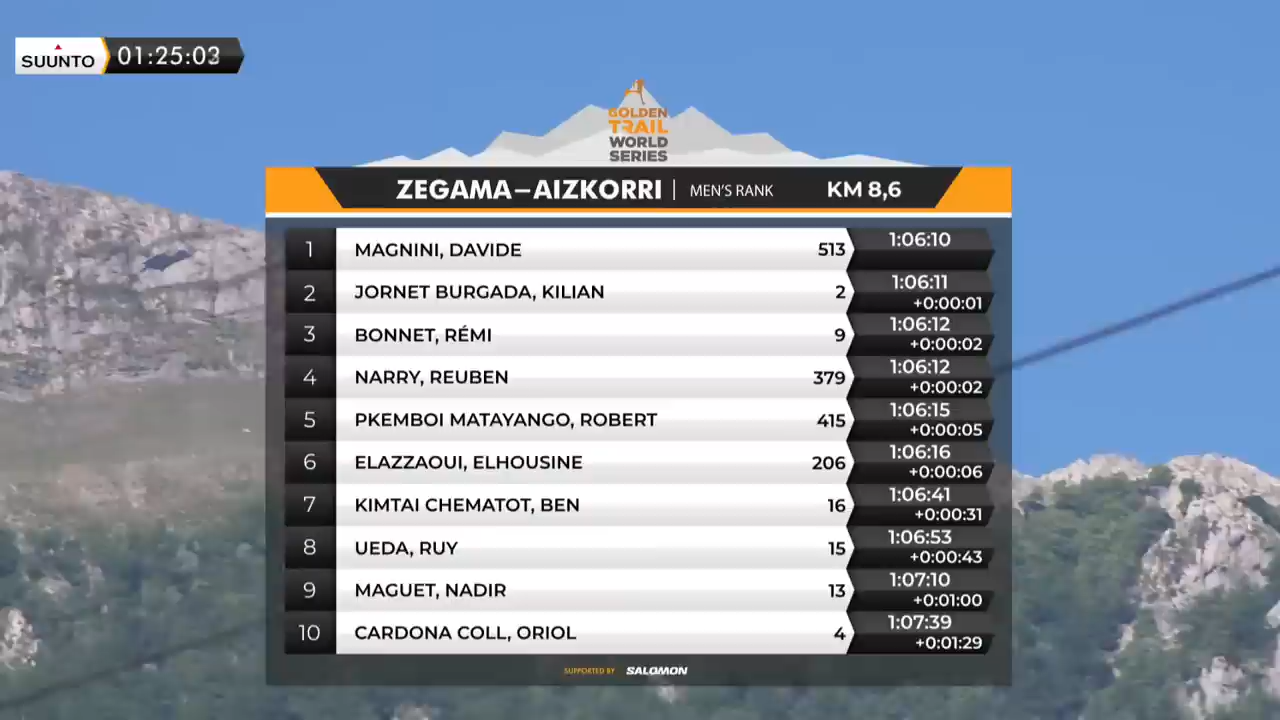 SUUNTO 01:25:03
GOLDEN
TRAIL
WORLD
SERIES
ZEGAMA–AIZKORRI | MEN'S RANK KM 8,6
1 MAGNINI, DAVIDE 513 1:06:10
2 JORNET BURGADA, KILIAN 2 1:06:11 +0:00:01
3 BONNET, RÉMI 9 1:06:12 +0:00:02
4 NARRY, REUBEN 379 1:06:12 +0:00:02
5 PKEMBOI MATAYANGO, ROBERT 415 1:06:15 +0:00:05
6 ELAZZAOUI, ELHOUSINE 206 1:06:16 +0:00:06
7 KIMTAI CHEMATOT, BEN 16 1:06:41 +0:00:31
8 UEDA, RUY 15 1:06:53 +0:00:43
9 MAGUET, NADIR 13 1:07:10 +0:01:00
10 CARDONA COLL, ORIOL 4 1:07:39 +0:01:29
SUPPORTED BY SALOMON